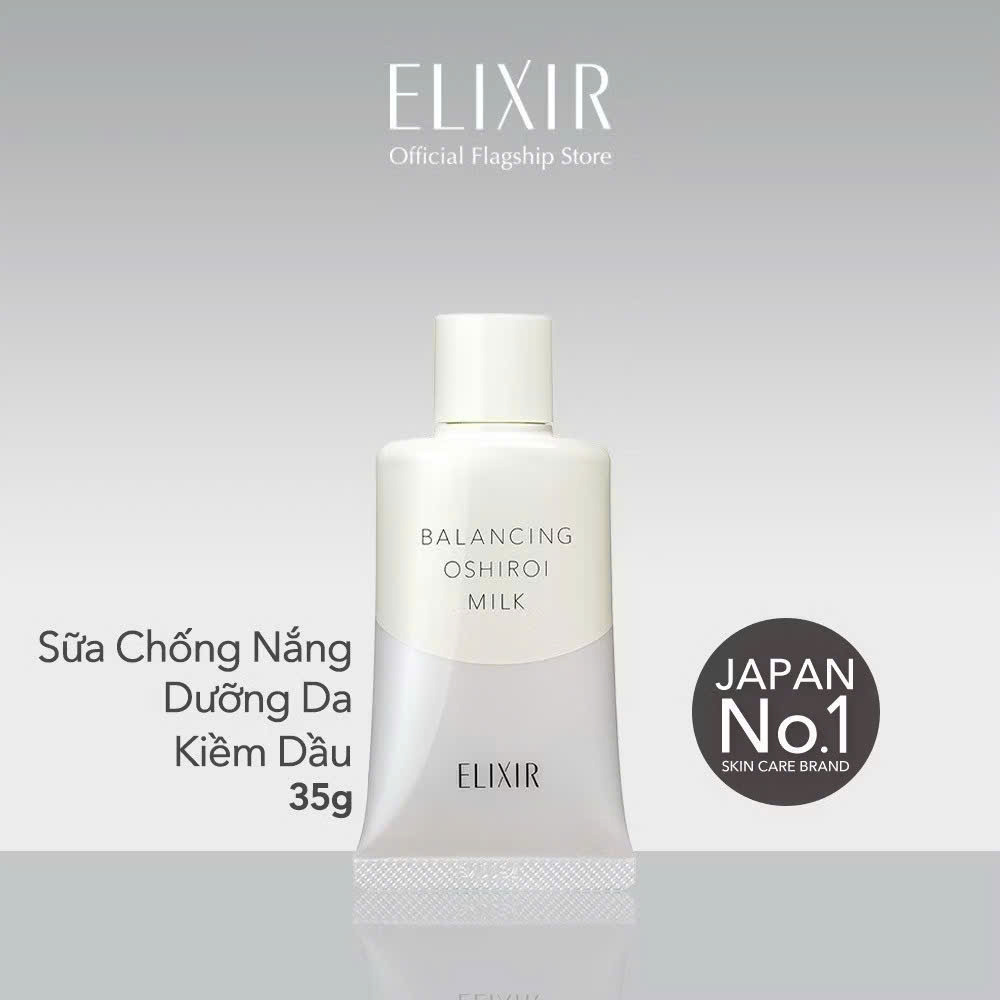 ELIXIR
Official Flagship Store
BALANCING
OSHIROI
MILK
ELIXIR
Sữa Chống Nắng
Dưỡng Da
Kiềm Dầu
35g
JAPAN
No.1
SKIN CARE BRAND